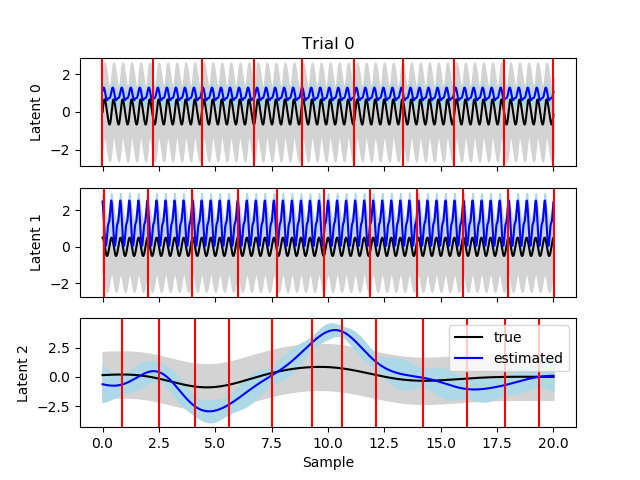 Trial 0
Latent 0
2
0
−2
Latent 1
2
0
−2
Latent 2
2.5
0.0
−2.5
true
estimated
0.0 2.5 5.0 7.5 10.0 12.5 15.0 17.5 20.0
Sample